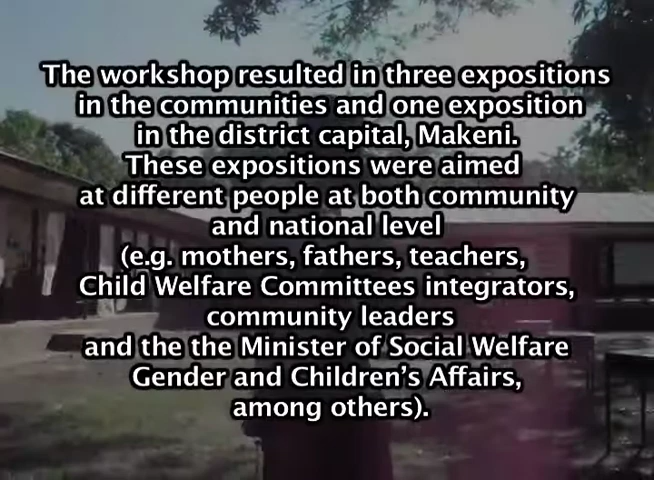 The workshop resulted in three expositions
in the communities and one exposition
in the district capital, Makeni.
These expositions were aimed
at different people at both community
and national level
(e.g. mothers, fathers, teachers,
Child Welfare Committees integrators,
community leaders
and the the Minister of Social Welfare
Gender and Children's Affairs,
among others).